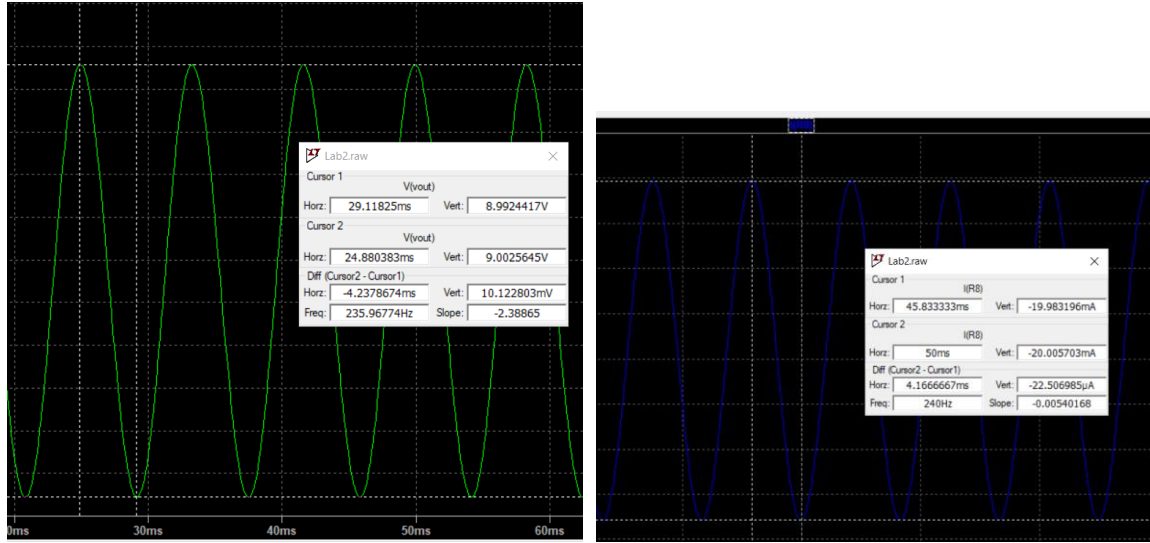 Lab2.raw
Cursor 1
V(vout)
Horz: 29.11825ms Vert: 8.9924417V
Cursor 2
V(vout)
Horz: 24.880383ms Vert: 9.0025645V
Diff (Cursor2 - Cursor1)
Horz: -4.2378674ms Vert: 10.122803mV
Freq: 235.96774Hz Slope: -2.38865
0ms 30ms 40ms 50ms 60ms
Lab2.raw
Cursor 1
I(R8)
Horz: 45.833333ms Vert: -19.983196mA
Cursor 2
I(R8)
Horz: 50ms Vert: -20.005703mA
Diff (Cursor2 - Cursor1)
Horz: 4.1666667ms Vert: -22.506985µA
Freq: 240Hz Slope: -0.00540168